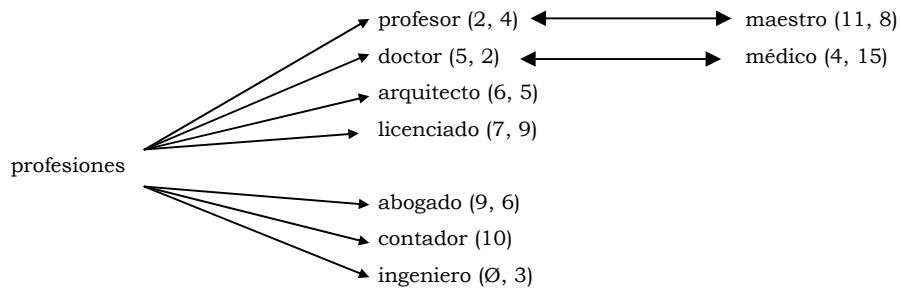 profesor (2, 4) maestro (11, 8)
doctor (5, 2) médico (4, 15)
arquitecto (6, 5)
licenciado (7, 9)
profesiones
abogado (9, 6)
contador (10)
ingeniero (Ø, 3)